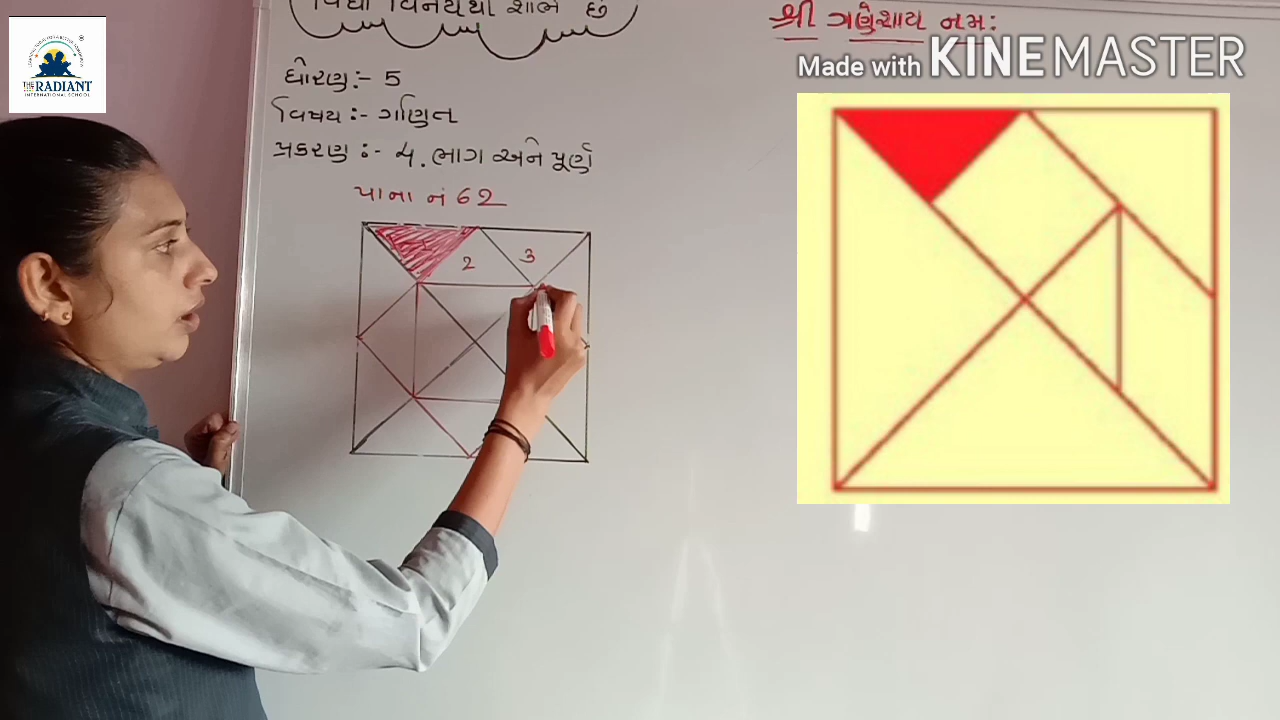 વિદ્યા વિનયથી શોભે છે
ધોરણ:- 5
વિષય:- ગણિત
પ્રકરણ:- 4. ભાગ અને પૂર્ણ
પાના નં 62
2
3
શ્રી ગણેશાય નમ:
Made with KINEMASTER
THE RADIANT
INTERNATIONAL SCHOOL